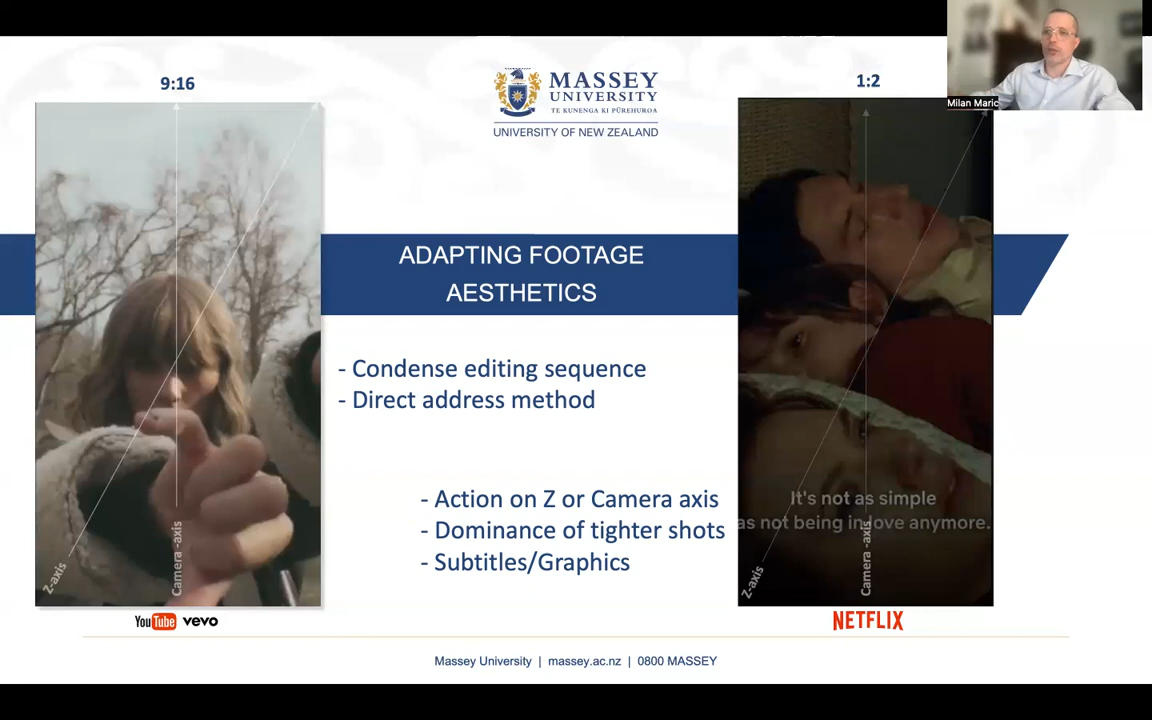 9:16
MASSEY
UNIVERSITY
TE KUNENGA KI PŪREHUROA
UNIVERSITY OF NEW ZEALAND
1:2
Milan Maric
ADAPTING FOOTAGE
AESTHETICS
- Condense editing sequence
- Direct address method
- Action on Z or Camera axis
- Dominance of tighter shots
- Subtitles/Graphics
Z-axis
Camera -axis
It's not as simple
as not being in love anymore.
Z-axis
Camera -axis
YouTube vevo
NETFLIX
Massey University | massey.ac.nz | 0800 MASSEY